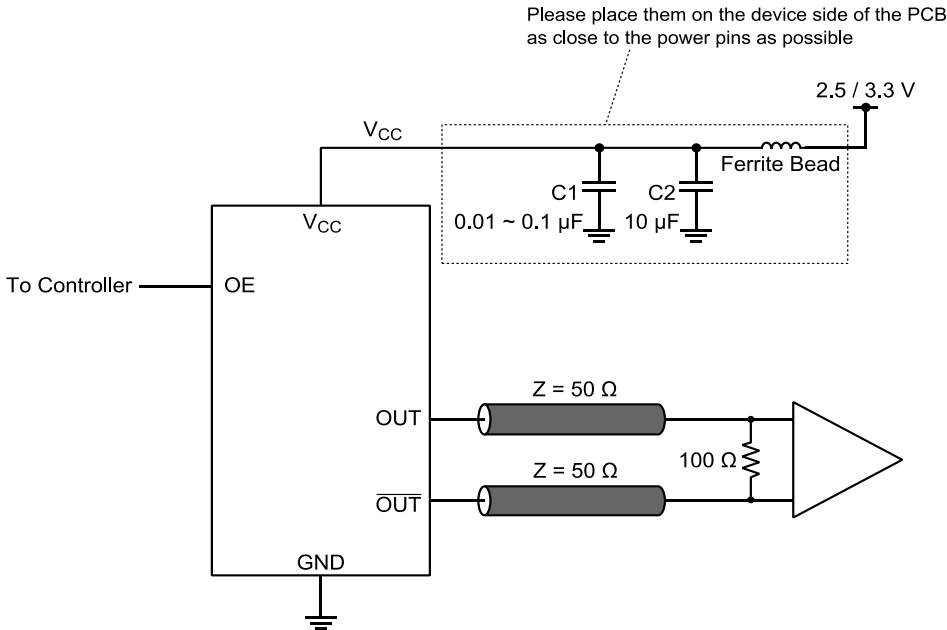 Please place them on the device side of the PCB
as close to the power pins as possible
2.5 / 3.3 V
VCC
Ferrite Bead
C1
C2
0.01 ~ 0.1 µF
10 µF
VCC
To Controller
OE
Z = 50 Ω
OUT
100 Ω
Z = 50 Ω
O̅U̅T̅
GND